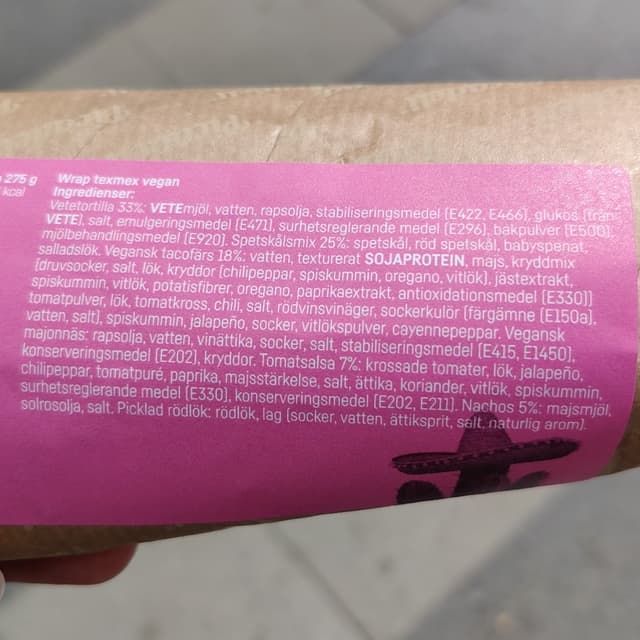 275 g
kcal
Wrap texmex vegan
Ingredienser:
Vetetortilla 33%: VETEmjöl, vatten, rapsolja, stabiliseringsmedel (E422, E466), glukos (från
VETE), salt, emulgeringsmedel (E471), surhetsreglerande medel (E296), bakpulver (E500),
mjölbehandlingsmedel (E920). Spetskålsmix 25%: spetskål, röd spetskål, babyspenat,
salladslök. Vegansk tacofärs 18%: vatten, texturerat SOJAPROTEIN, majs, kryddmix
(druvsocker, salt, lök, kryddor (chilipeppar, spiskummin, oregano, vitlök), jästextrakt,
spiskummin, vitlök, potatisfibrer, oregano, paprikaextrakt, antioxidationsmedel (E330))
tomatpulver, lök, tomatkross, chili, salt, rödvinsvinäger, sockerkulör (färgämne (E150a),
vatten, salt), spiskummin, jalapeño, socker, vitlökspulver, cayennepeppar. Vegansk
majonnäs: rapsolja, vatten, vinättika, socker, salt, stabiliseringsmedel (E415, E1450),
konserveringsmedel (E202), kryddor. Tomatsalsa 7%: krossade tomater, lök, jalapeño,
chilipeppar, tomatpuré, paprika, majsstärkelse, salt, ättika, koriander, vitlök, spiskummin,
surhetsreglerande medel (E330), konserveringsmedel (E202, E211). Nachos 5%: majsmjöl,
solrosolja, salt. Picklad rödlök: rödlök, lag (socker, vatten, ättiksprit, salt, naturlig arom).